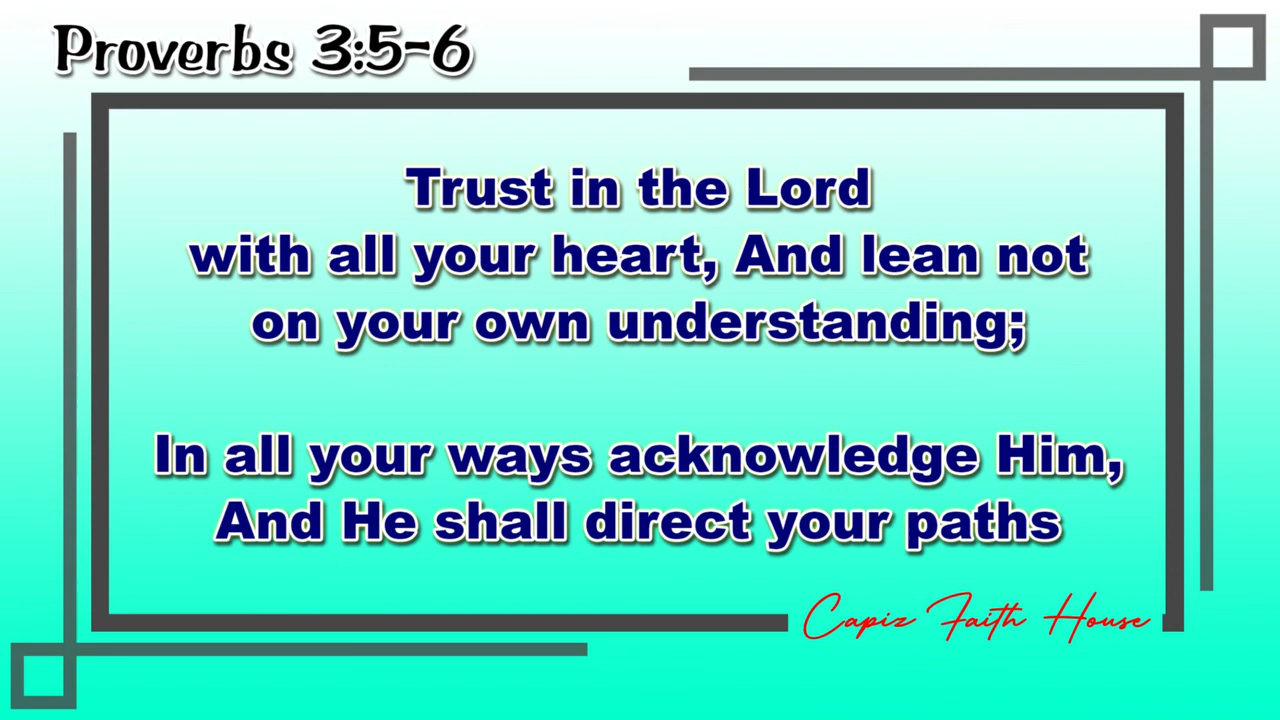 Proverbs 3:5-6
Trust in the Lord
with all your heart, And lean not
on your own understanding;
In all your ways acknowledge Him,
And He shall direct your paths
Capiz Faith House